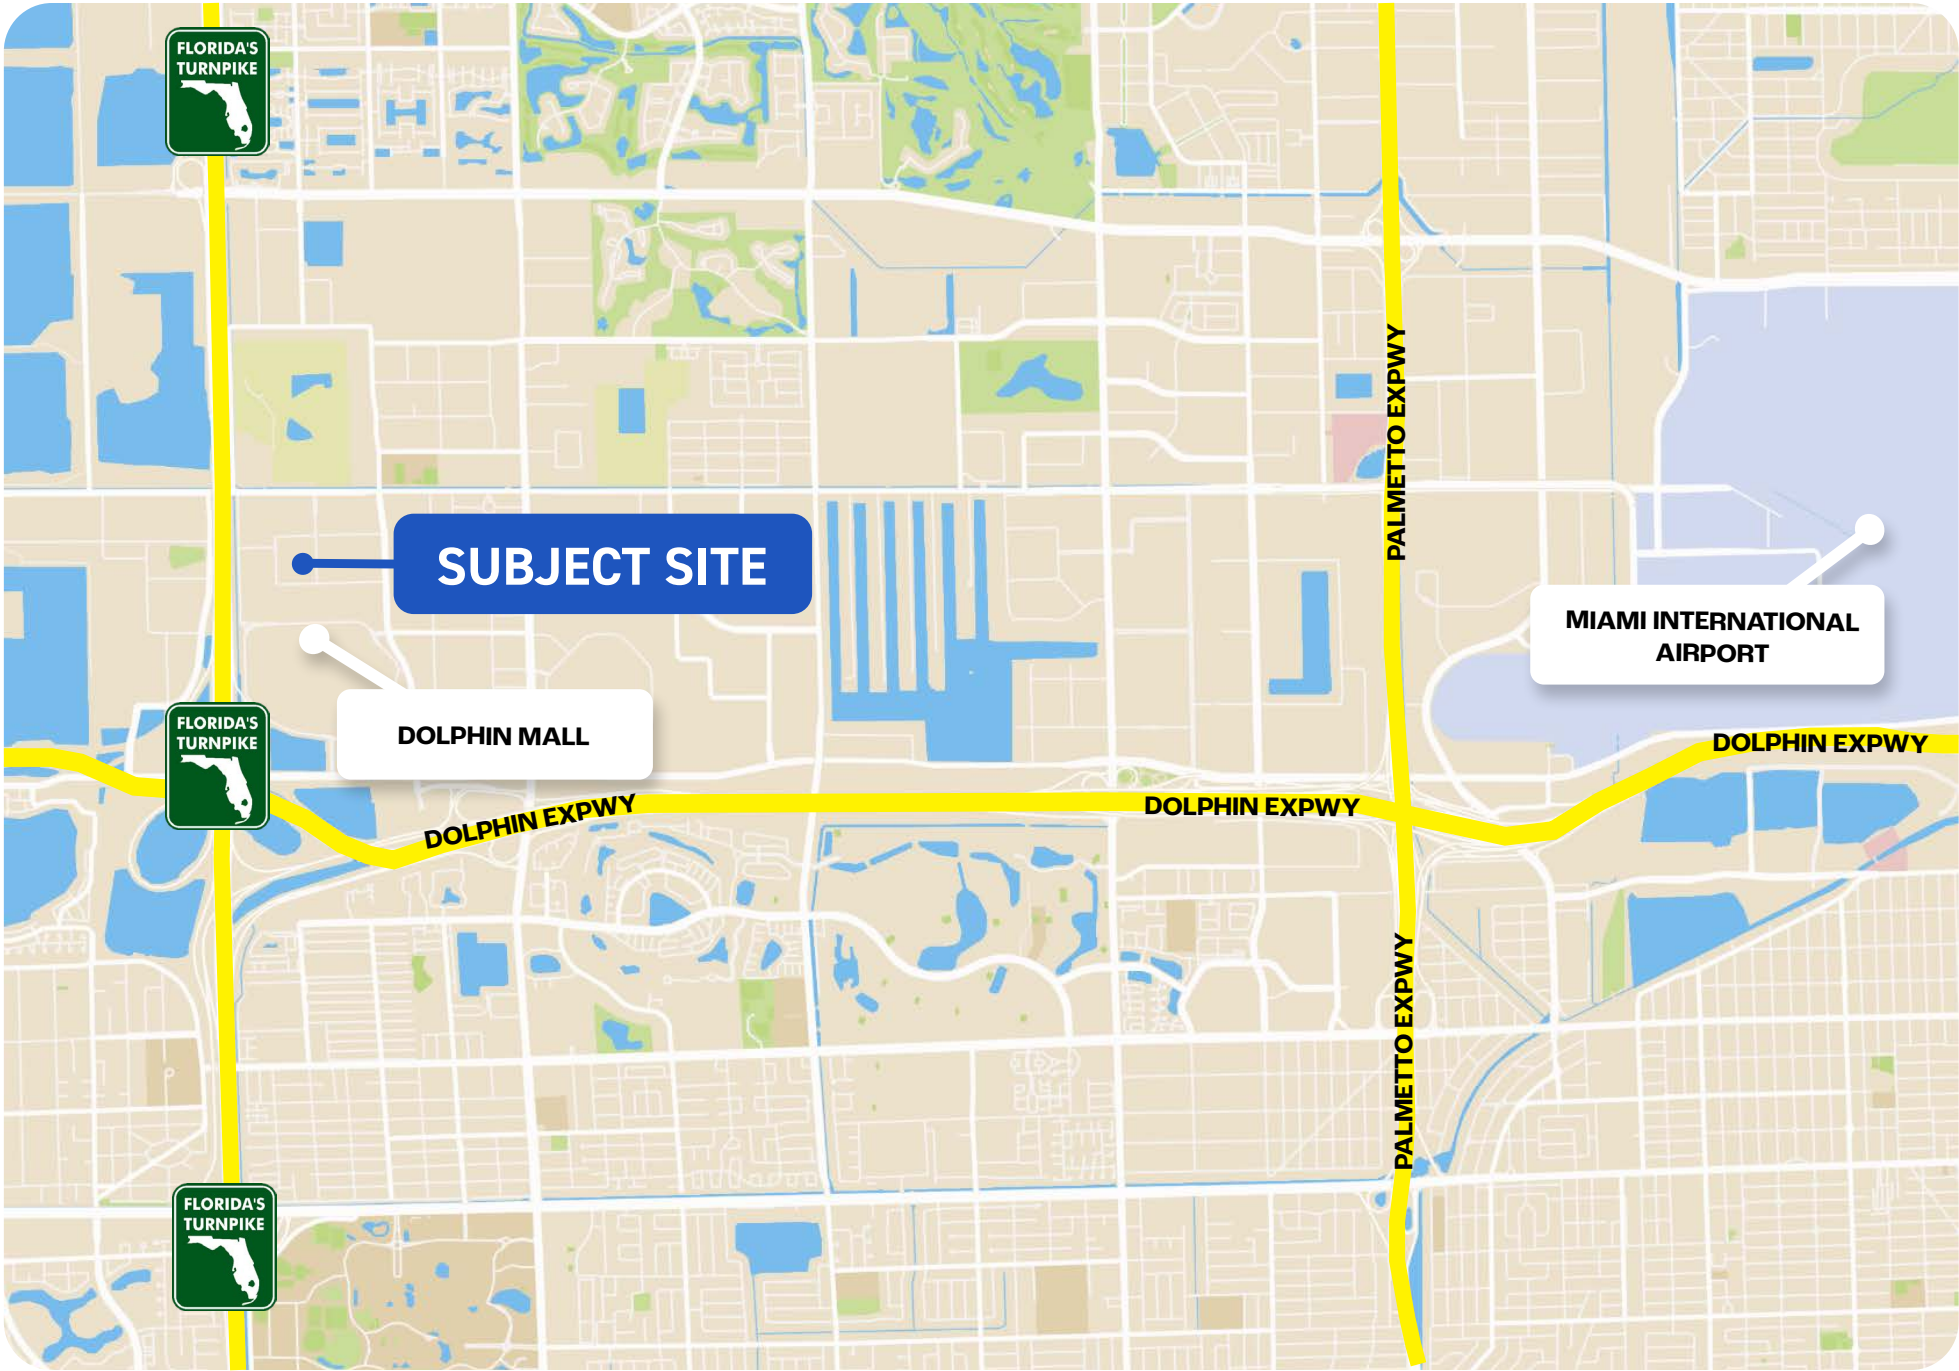 FLORIDA'S
TURNPIKE
PALMETTO EXPWY
SUBJECT SITE
MIAMI INTERNATIONAL
AIRPORT
DOLPHIN MALL
FLORIDA'S
TURNPIKE
DOLPHIN EXPWY
DOLPHIN EXPWY
DOLPHIN EXPWY
PALMETTO EXPWY
FLORIDA'S
TURNPIKE